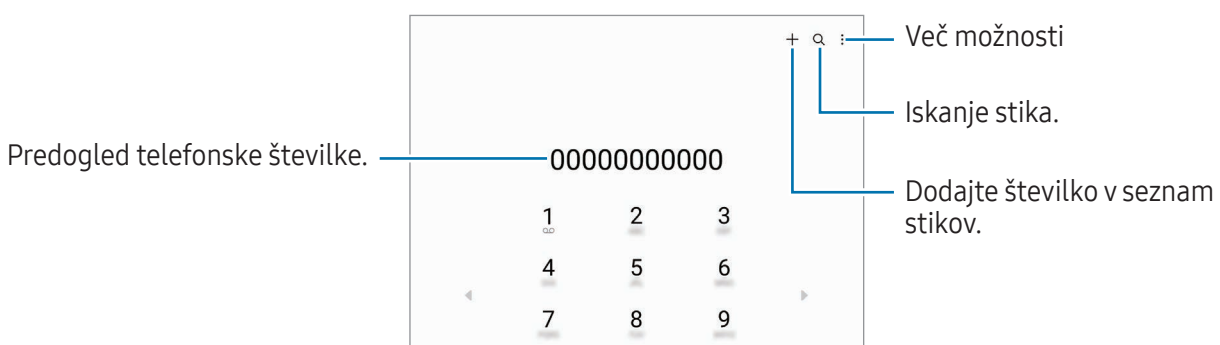 Več možnosti
Iskanje stika.
Predogled telefonske številke.
00000000000
Dodajte številko v seznam
stikov.
1 2 3
4 5 6
7 8 9